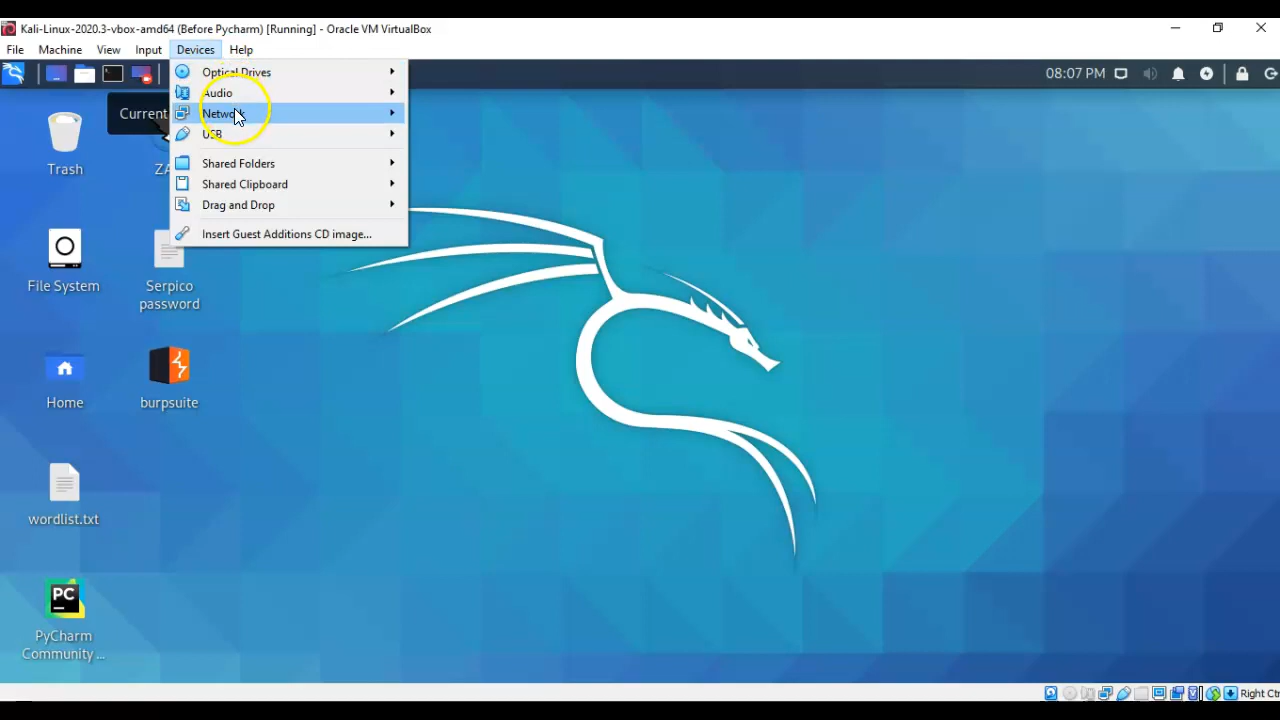 Kali-Linux-2020.3-vbox-amd64 (Before Pycharm) [Running] - Oracle VM VirtualBox
File Machine View Input Devices Help
08:07 PM
Optical Drives
Audio
Network
USB
Shared Folders
Shared Clipboard
Drag and Drop
Insert Guest Additions CD image...
Current
Trash
ZA
File System
Serpico
password
Home
burpsuite
wordlist.txt
PC
PyCharm
Community ...
Right Ctr